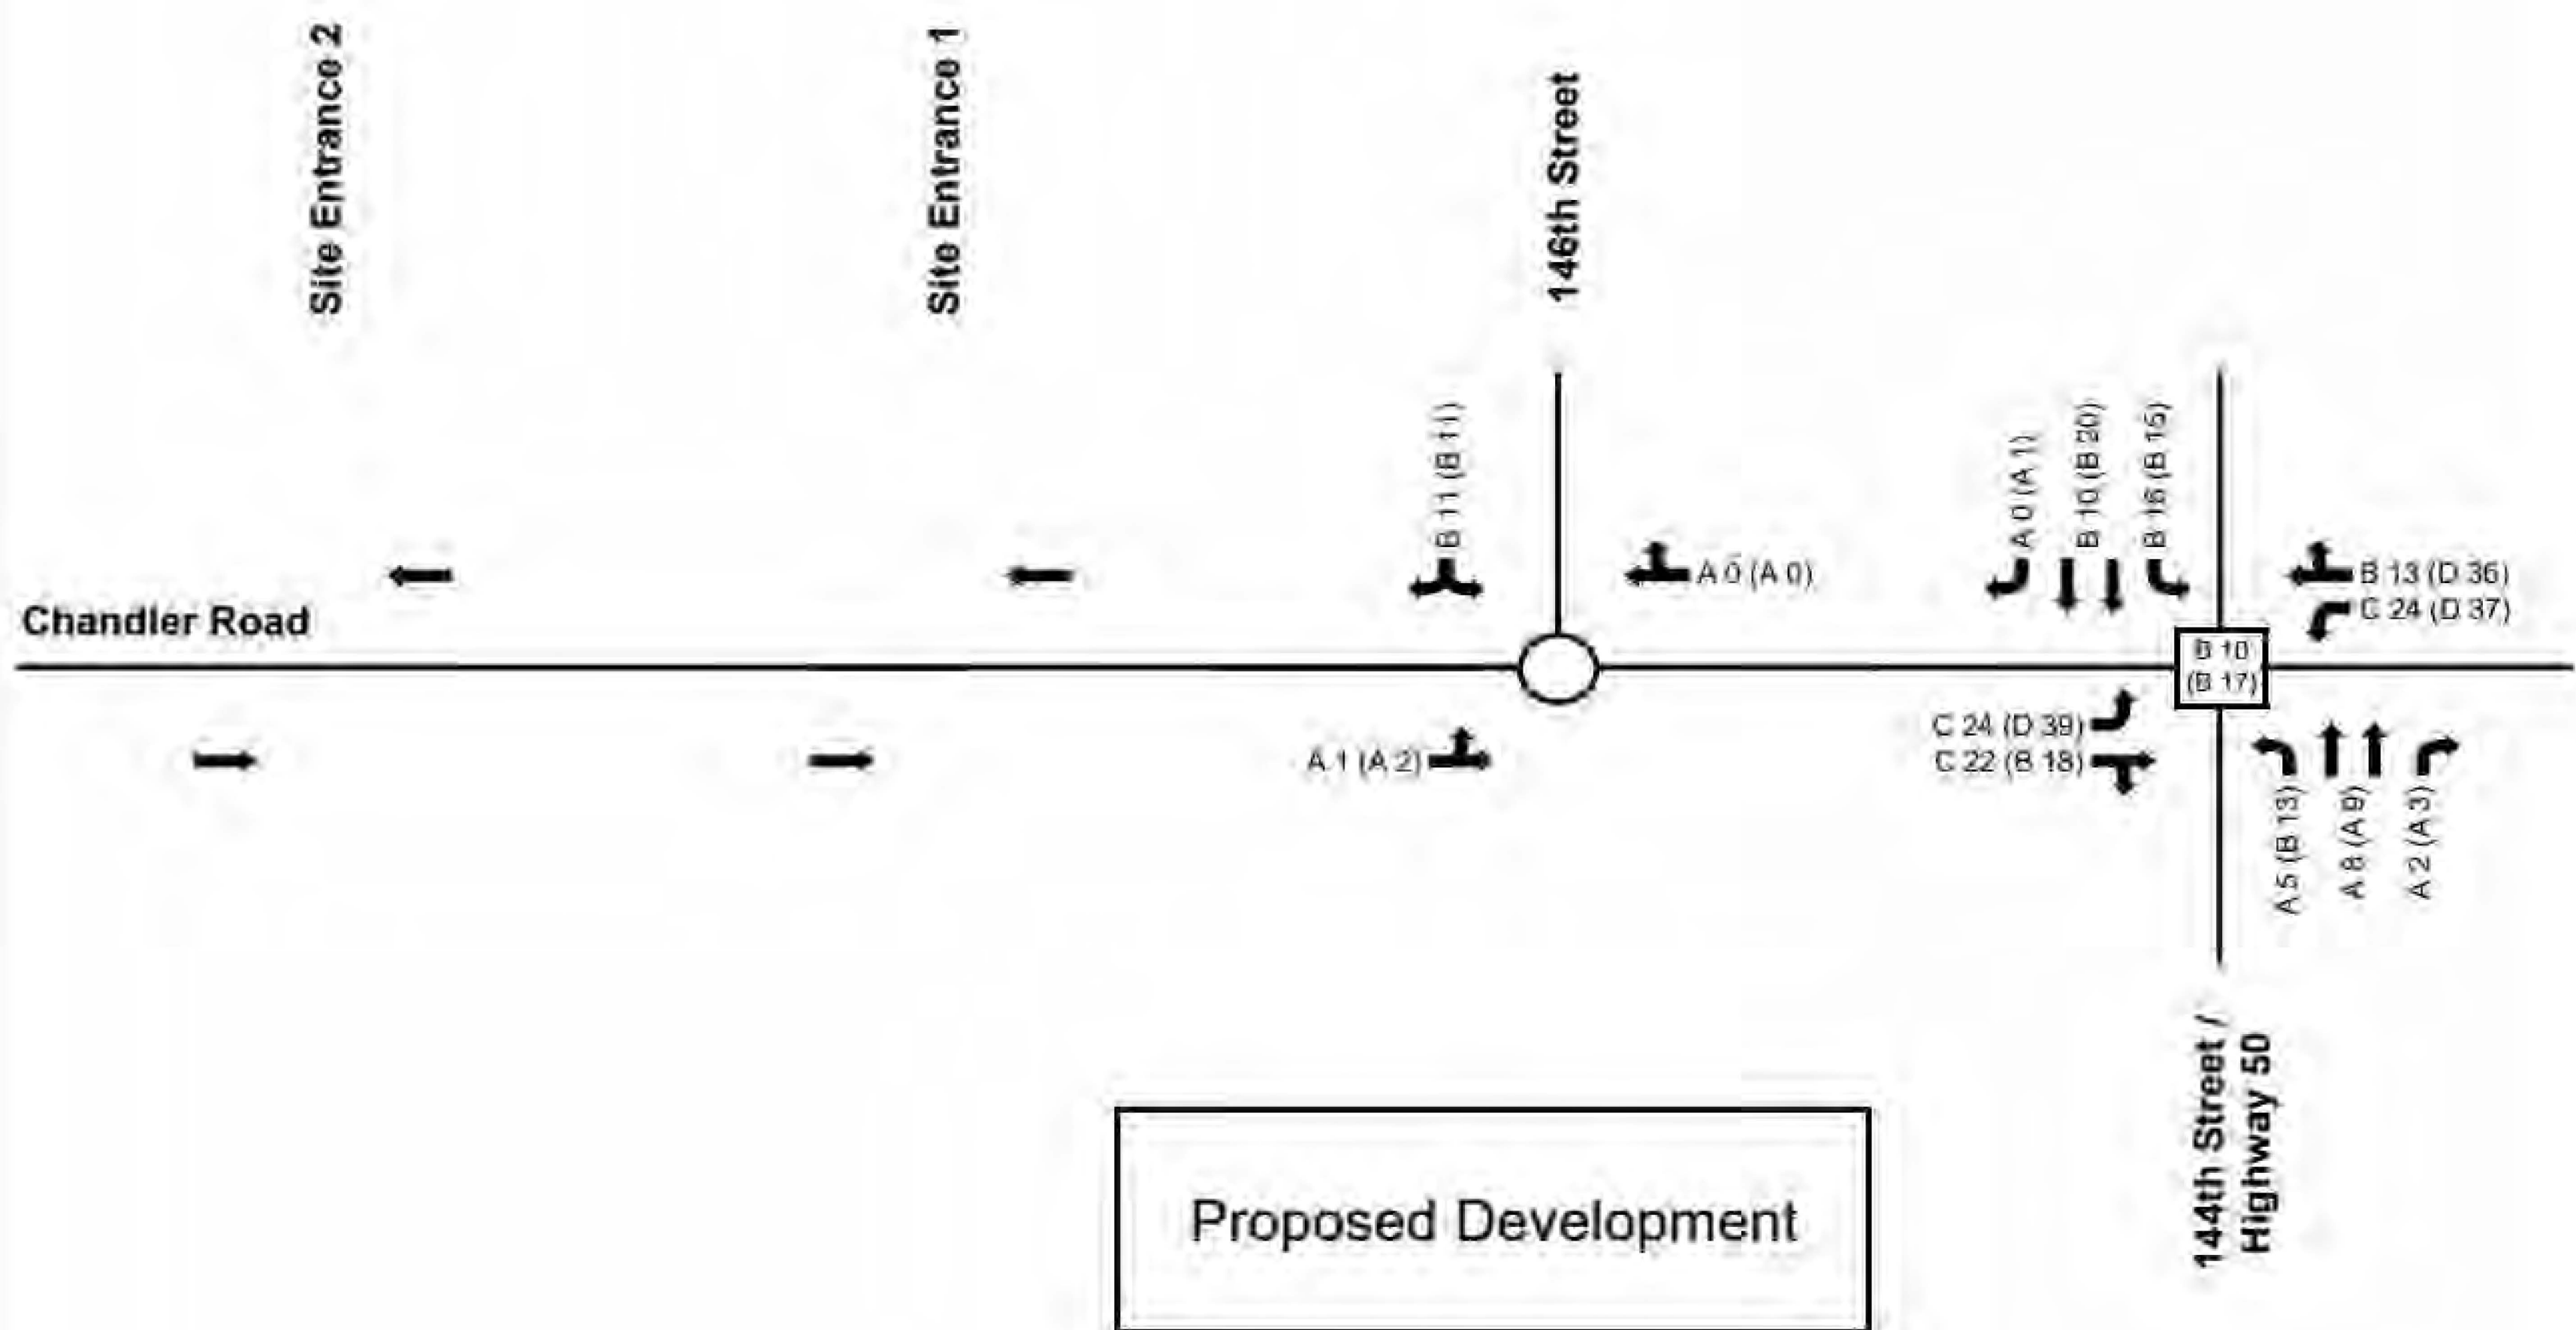 Site Entrance 2
Site Entrance 1
146th Street
B 11 (B 11)
A 0 (A 0)
A 0 (A 1)
B 10 (B 20)
B 16 (B 15)
B 13 (D 36)
C 24 (D 37)
Chandler Road
B 10
(B 17)
A 1 (A 2)
C 24 (D 39)
C 22 (B 18)
A 5 (B 13)
A 8 (A 9)
A 2 (A 3)
144th Street /
Highway 50
Proposed Development